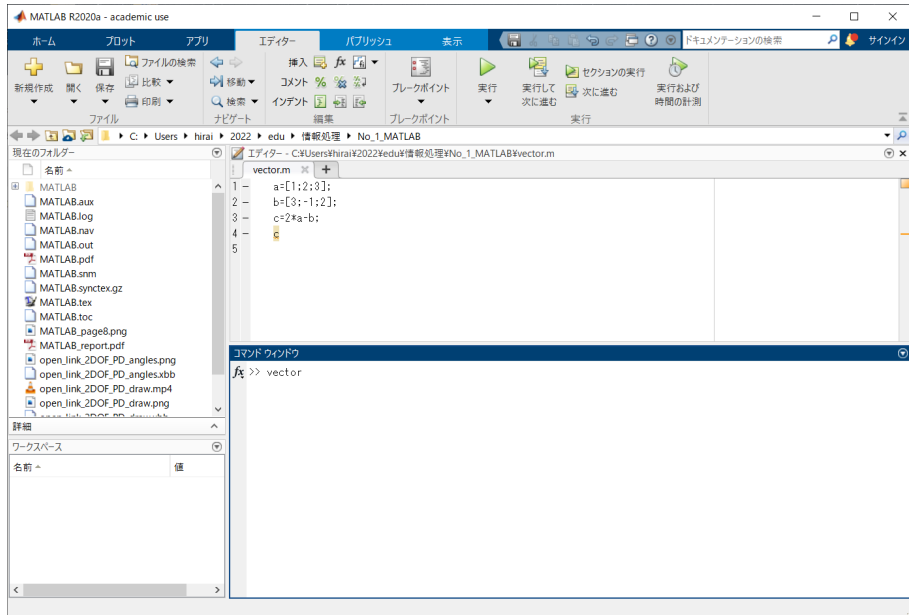 MATLAB R2020a - academic use
ホーム プロット アプリ エディター パブリッシュ 表示 ドキュメンテーションの検索 サインイン
新規作成 開く 保存 ファイルの検索 比較 印刷 移動 検索 挿入 fx コメント % インデント ブレークポイント 実行 実行して次に進む セクションの実行 次に進む 実行および時間の計測
ファイル ナビゲート 編集 ブレークポイント 実行
C: Users hirai 2022 edu 情報処理 No_1_MATLAB
現在のフォルダー
名前
MATLAB
MATLAB.aux
MATLAB.log
MATLAB.nav
MATLAB.out
MATLAB.pdf
MATLAB.snm
MATLAB.synctex.gz
MATLAB.tex
MATLAB.toc
MATLAB_page8.png
MATLAB_report.pdf
open_link_2DOF_PD_angles.png
open_link_2DOF_PD_angles.xbb
open_link_2DOF_PD_draw.mp4
open_link_2DOF_PD_draw.png
詳細
ワークスペース
名前 値
エディター - C:¥Users¥hirai¥2022¥edu¥情報処理¥No_1_MATLAB¥vector.m
vector.m
1 - a=[1;2;3];
2 - b=[3;-1;2];
3 - c=2*a-b;
4 - c
5
コマンド ウィンドウ
fx >> vector